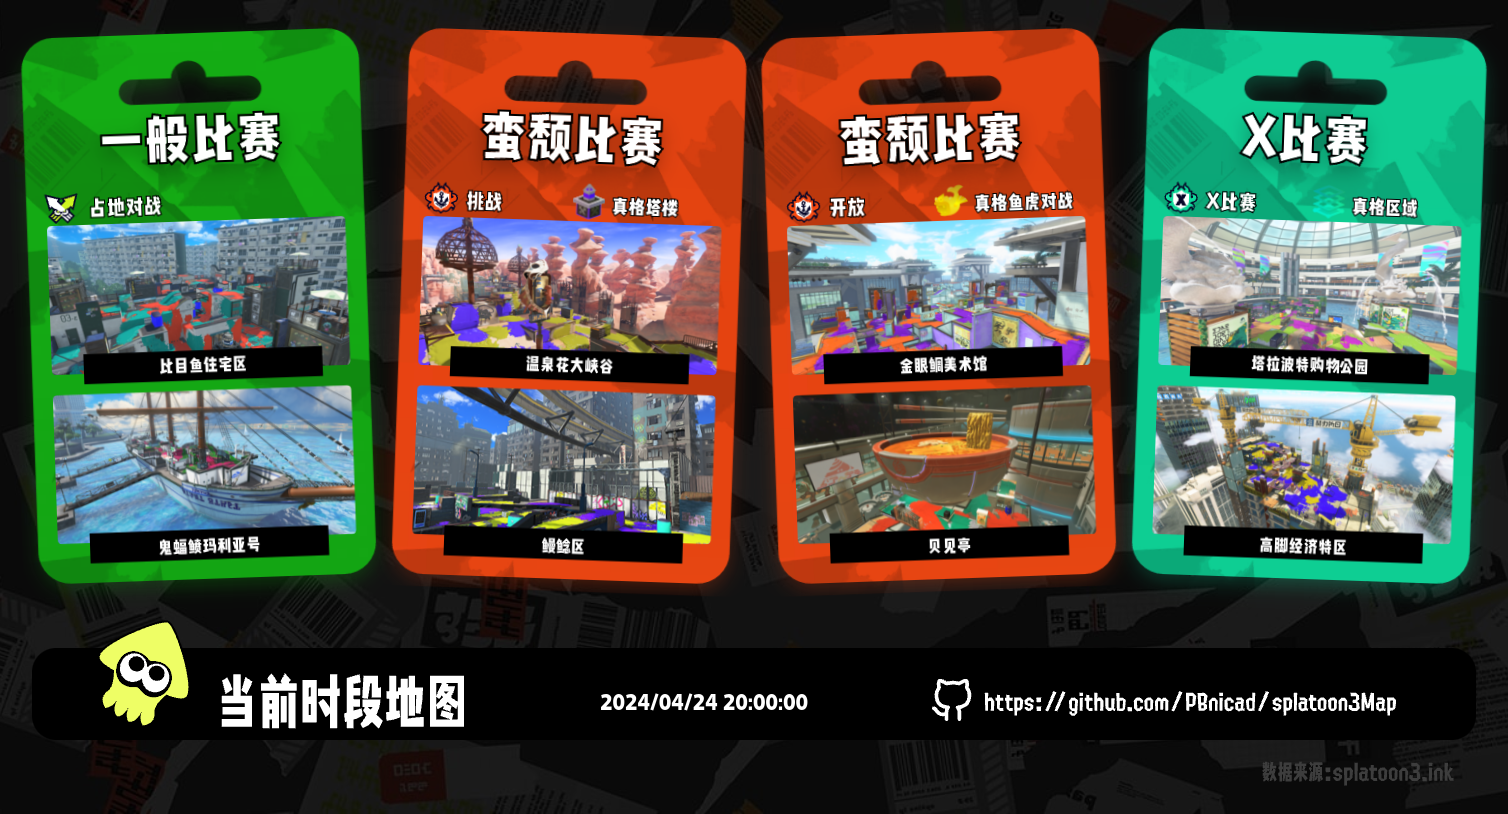 一般比赛
占地对战
比目鱼住宅区
鬼蝠鲼玛利亚号
蛮颓比赛
挑战
真格塔楼
温泉花大峡谷
鳗鲶区
蛮颓比赛
开放
真格鱼虎对战
金眼鲷美术馆
贝贝亭
X比赛
X比赛
真格区域
塔拉波特购物公园
高脚经济特区
当前时段地图
2024/04/24 20:00:00
https://github.com/PBnicad/splatoon3Map
数据来源:splatoon3.ink